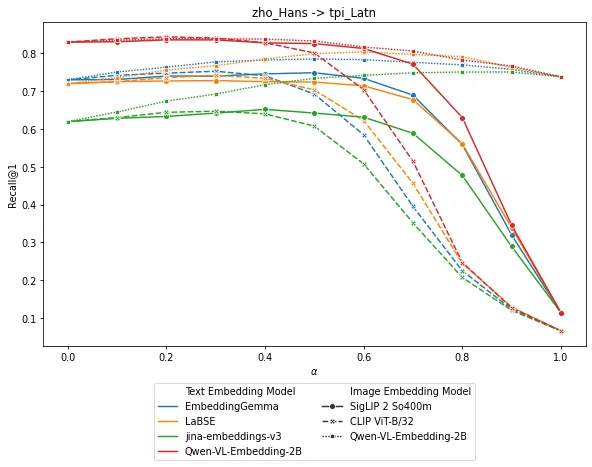 zho_Hans -> tpi_Latn
Recall@1
0.8
0.7
0.6
0.5
0.4
0.3
0.2
0.1
0.0 0.2 0.4 0.6 0.8 1.0
α
Text Embedding Model Image Embedding Model
EmbeddingGemma SigLIP 2 So400m
LaBSE CLIP ViT-B/32
jina-embeddings-v3 Qwen-VL-Embedding-2B
Qwen-VL-Embedding-2B